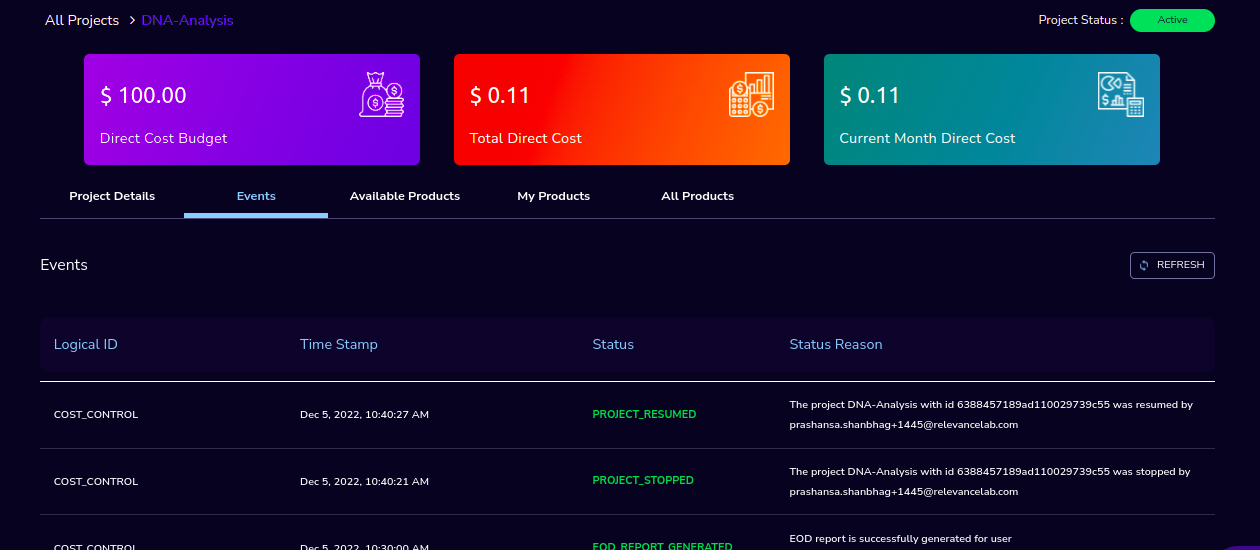 All Projects > DNA-Analysis
Project Status : Active
$ 100.00
Direct Cost Budget
$ 0.11
Total Direct Cost
$ 0.11
Current Month Direct Cost
Project Details Events Available Products My Products All Products
Events
REFRESH
Logical ID Time Stamp Status Status Reason
COST_CONTROL Dec 5, 2022, 10:40:27 AM PROJECT_RESUMED The project DNA-Analysis with id 6388457189ad110029739c55 was resumed by
prashansa.shanbhag+1445@relevancelab.com
COST_CONTROL Dec 5, 2022, 10:40:21 AM PROJECT_STOPPED The project DNA-Analysis with id 6388457189ad110029739c55 was stopped by
prashansa.shanbhag+1445@relevancelab.com
COST_CONTROL Dec 5, 2022, 10:30:00 AM EOD_REPORT_GENERATED EOD report is successfully generated for user